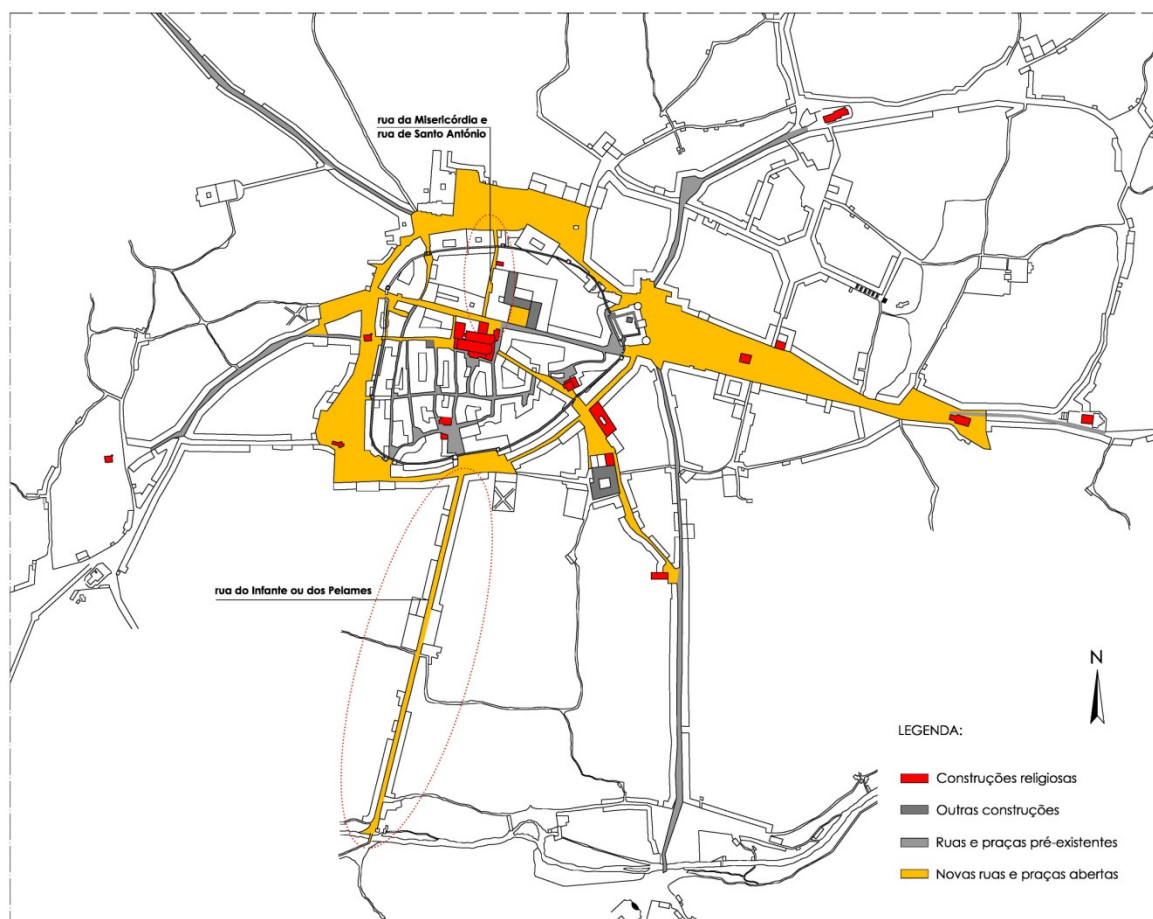 rua da Misericórdia e
rua de Santo António
rua do Infante ou dos Pelames
N
LEGENDA:
Construções religiosas
Outras construções
Ruas e praças pré-existentes
Novas ruas e praças abertas